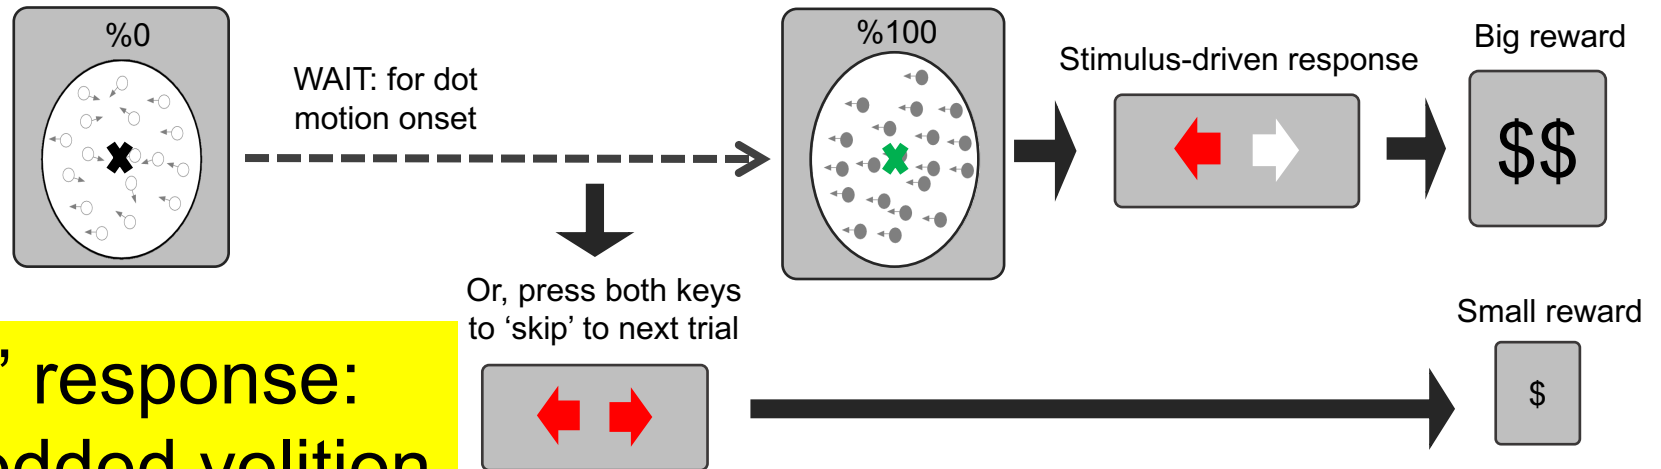 %0
WAIT: for dot
motion onset
%100
Stimulus-driven response
Big reward
$$
Or, press both keys
to ‘skip’ to next trial
Small reward
$
’ response:
volition